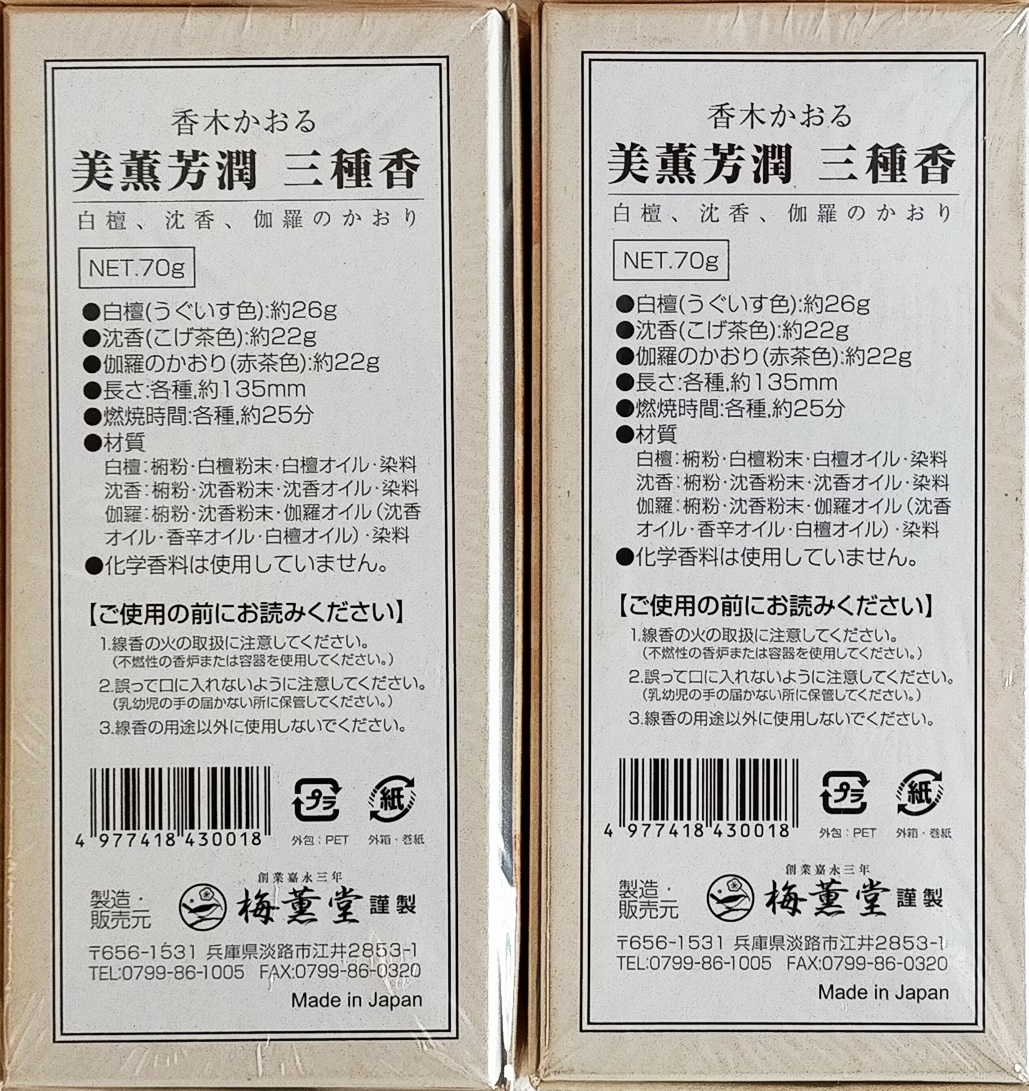 香木かおる
美薫芳潤 三種香
白檀、沈香、伽羅のかおり
NET.70g
●白檀(うぐいす色):約26g
●沈香(こげ茶色):約22g
●伽羅のかおり(赤茶色):約22g
●長さ:各種,約135mm
●燃焼時間:各種,約25分
●材質
白檀:椨粉・白檀粉末・白檀オイル・染料
沈香:椨粉・沈香粉末・沈香オイル・染料
伽羅:椨粉・沈香粉末・伽羅オイル(沈香
オイル・香辛オイル・白檀オイル)・染料
●化学香料は使用していません。
【ご使用の前にお読みください】
1.線香の火の取扱に注意してください。
(不燃性の香炉または容器を使用してください。)
2.誤って口に入れないように注意してください。
(乳幼児の手の届かない所に保管してください。)
3.線香の用途以外に使用しないでください。
4 977418 430018
プラ
外包:PET
紙
外箱・巻紙
製造・
販売元
創業嘉永三年
梅薫堂 謹製
〒656-1531 兵庫県淡路市江井2853-1
TEL:0799-86-1005 FAX:0799-86-0320
Made in Japan
香木かおる
美薫芳潤 三種香
白檀、沈香、伽羅のかおり
NET.70g
●白檀(うぐいす色):約26g
●沈香(こげ茶色):約22g
●伽羅のかおり(赤茶色):約22g
●長さ:各種,約135mm
●燃焼時間:各種,約25分
●材質
白檀:椨粉・白檀粉末・白檀オイル・染料
沈香:椨粉・沈香粉末・沈香オイル・染料
伽羅:椨粉・沈香粉末・伽羅オイル(沈香
オイル・香辛オイル・白檀オイル)・染料
●化学香料は使用していません。
【ご使用の前にお読みください】
1.線香の火の取扱に注意してください。
(不燃性の香炉または容器を使用してください。)
2.誤って口に入れないように注意してください。
(乳幼児の手の届かない所に保管してください。)
3.線香の用途以外に使用しないでください。
4 977418 430018
プラ
外包:PET
紙
外箱・巻紙
製造・
販売元
創業嘉永三年
梅薫堂 謹製
〒656-1531 兵庫県淡路市江井2853-1
TEL:0799-86-1005 FAX:0799-86-0320
Made in Japan